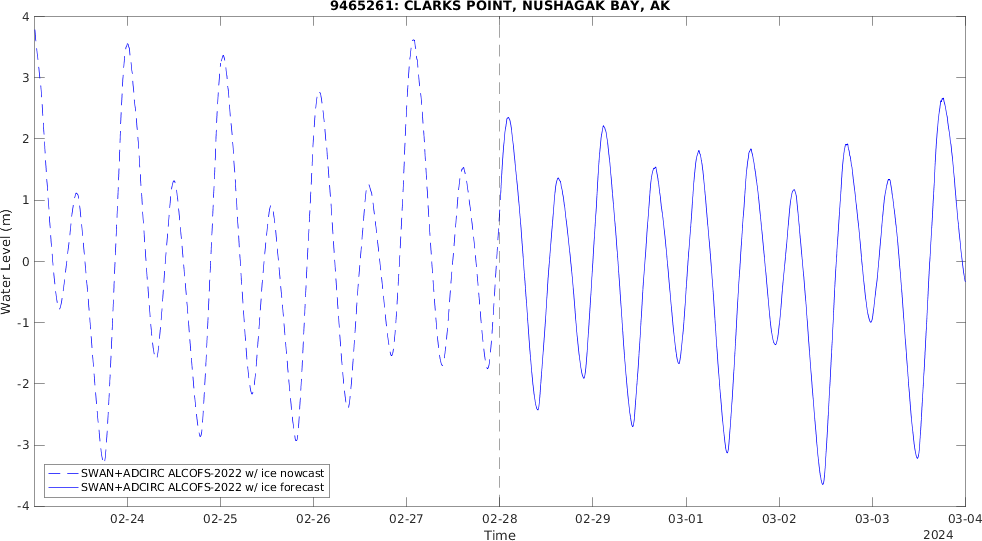 9465261: CLARKS POINT, NUSHAGAK BAY, AK
4
3
2
1
0
-1
-2
-3
-4
Water Level (m)
SWAN+ADCIRC ALCOFS-2022 w/ ice nowcast
SWAN+ADCIRC ALCOFS-2022 w/ ice forecast
02-24 02-25 02-26 02-27 02-28 02-29 03-01 03-02 03-03 03-04
Time
2024